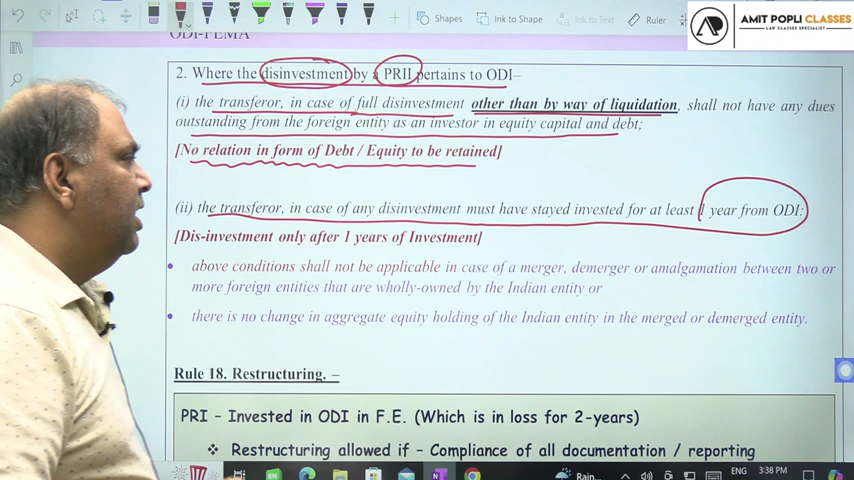 Shapes
Ink to Shape
Ink to Text
Ruler
AMIT POPLI CLASSES
LAW CLASSES SPECIALIST
ODI-FEMA
2. Where the disinvestment by a PRII pertains to ODI–
(i) the transferor, in case of full disinvestment other than by way of liquidation, shall not have any dues
outstanding from the foreign entity as an investor in equity capital and debt;
[No relation in form of Debt / Equity to be retained]
(ii) the transferor, in case of any disinvestment must have stayed invested for at least 1 year from ODI:
[Dis-investment only after 1 years of Investment]
• above conditions shall not be applicable in case of a merger, demerger or amalgamation between two or
more foreign entities that are wholly-owned by the Indian entity or
• there is no change in aggregate equity holding of the Indian entity in the merged or demerged entity.
Rule 18. Restructuring. –
PRI – Invested in ODI in F.E. (Which is in loss for 2-years)
❖ Restructuring allowed if – Compliance of all documentation / reporting
Rain...
ENG
3:38 PM